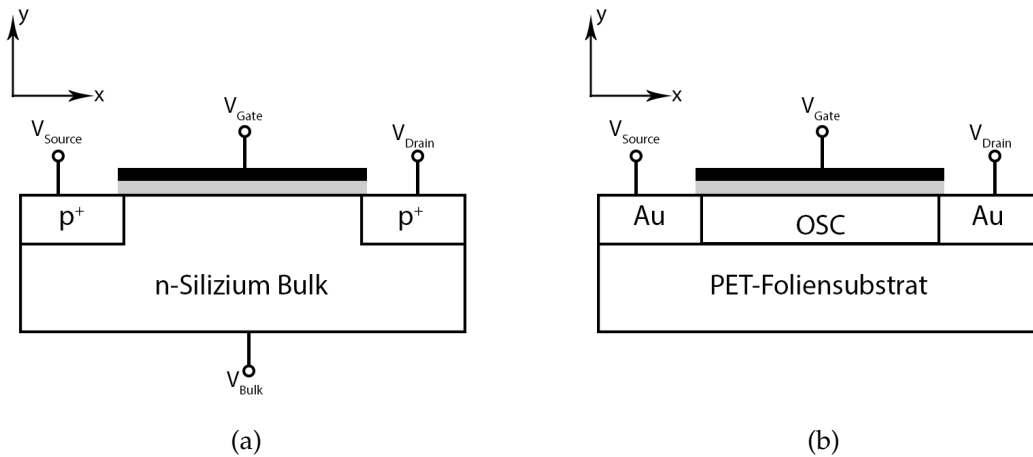 y
x
V_Source
V_Gate
V_Drain
p⁺
p⁺
n-Silizium Bulk
V_Bulk
(a)
y
x
V_Source
V_Gate
V_Drain
Au
OSC
Au
PET-Foliensubstrat
(b)